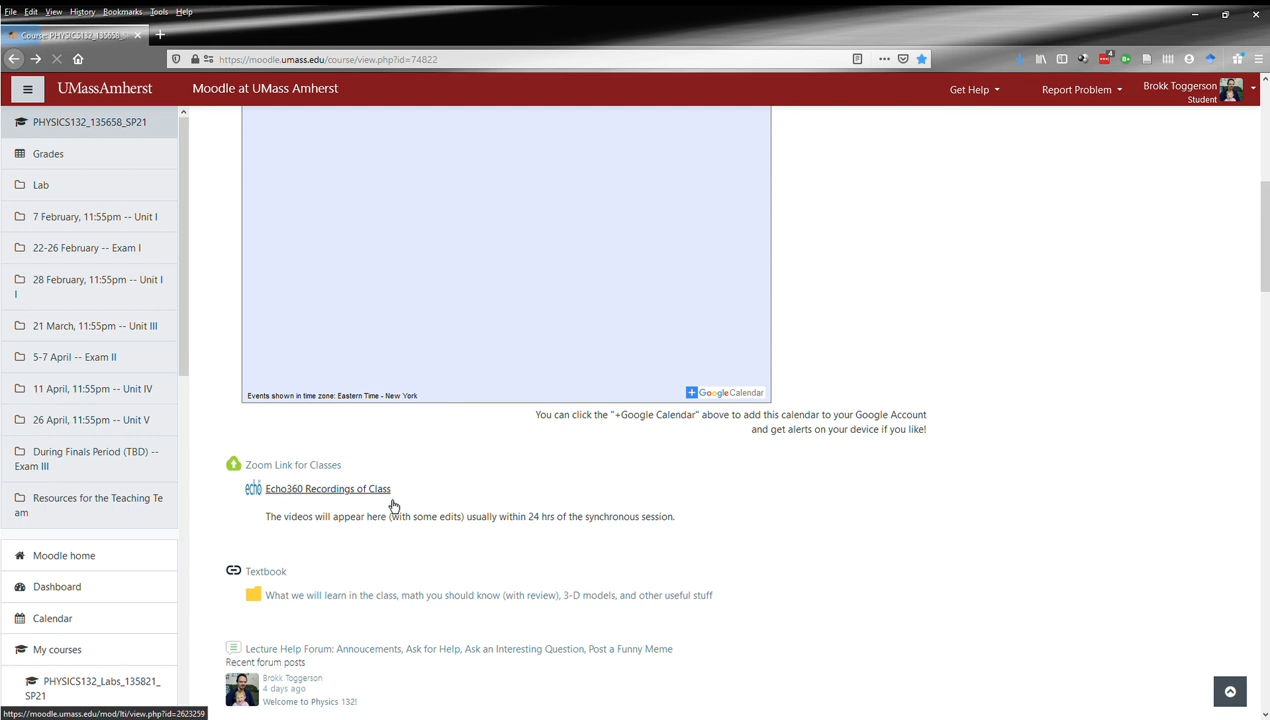 File Edit View History Bookmarks Tools Help
Course: PHYSICS132_135658_SP
https://moodle.umass.edu/course/view.php?id=74822
4
UMassAmherst
Moodle at UMass Amherst
Get Help
Report Problem
Brokk Toggerson
Student
PHYSICS132_135658_SP21
Grades
Lab
7 February, 11:55pm -- Unit I
22-26 February -- Exam I
28 February, 11:55pm -- Unit I
I
21 March, 11:55pm -- Unit III
5-7 April -- Exam II
11 April, 11:55pm -- Unit IV
26 April, 11:55pm -- Unit V
During Finals Period (TBD) --
Exam III
Resources for the Teaching Te
am
Moodle home
Dashboard
Calendar
My courses
PHYSICS132_Labs_135821_
SP21
https://moodle.umass.edu/mod/lti/view.php?id=2623259
Events shown in time zone: Eastern Time - New York
+ Google Calendar
You can click the "+Google Calendar" above to add this calendar to your Google Account
and get alerts on your device if you like!
Zoom Link for Classes
echo Echo360 Recordings of Class
The videos will appear here (with some edits) usually within 24 hrs of the synchronous session.
Textbook
What we will learn in the class, math you should know (with review), 3-D models, and other useful stuff
Lecture Help Forum: Annoucements, Ask for Help, Ask an Interesting Question, Post a Funny Meme
Recent forum posts
Brokk Toggerson
4 days ago
Welcome to Physics 132!